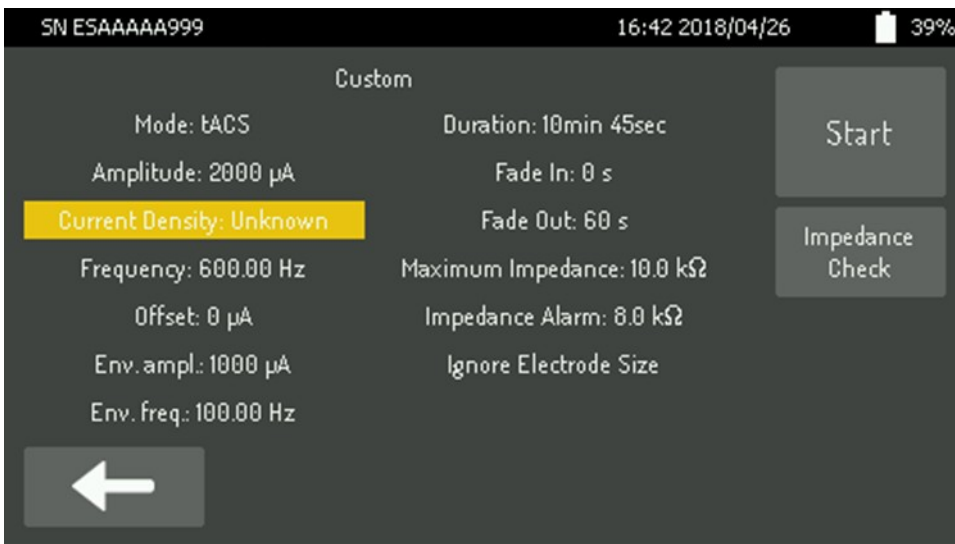 SN ESAAAAA999 16:42 2018/04/26 39%
Custom
Mode: tACS
Amplitude: 2000 µA
Current Density: Unknown
Frequency: 600.00 Hz
Offset: 0 µA
Env. ampl.: 1000 µA
Env. freq.: 100.00 Hz
Duration: 10min 45sec
Fade In: 0 s
Fade Out: 60 s
Maximum Impedance: 10.0 kΩ
Impedance Alarm: 8.0 kΩ
Ignore Electrode Size
Start
Impedance
Check